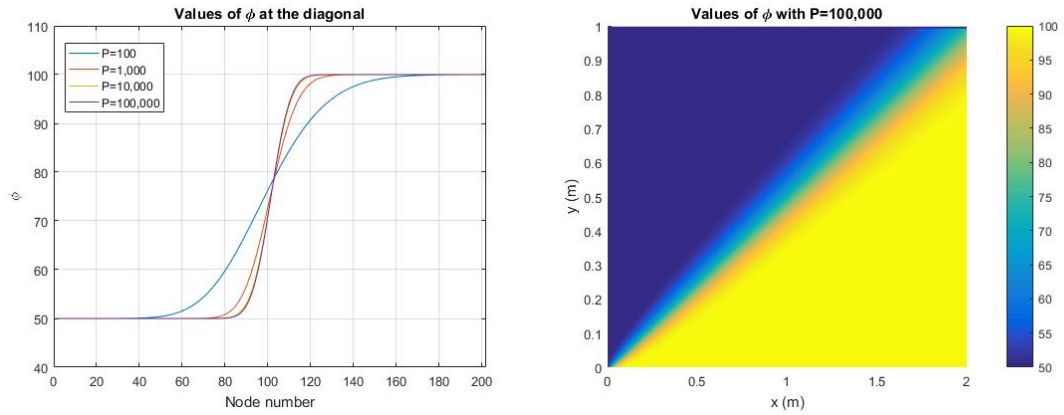 Values of ϕ at the diagonal
110
100
90
80
70
60
50
40
ϕ
P=100
P=1,000
P=10,000
P=100,000
0 20 40 60 80 100 120 140 160 180 200
Node number
Values of ϕ with P=100,000
1
0.9
0.8
0.7
0.6
0.5
0.4
0.3
0.2
0.1
0
y (m)
0 0.5 1 1.5 2
x (m)
100
95
90
85
80
75
70
65
60
55
50